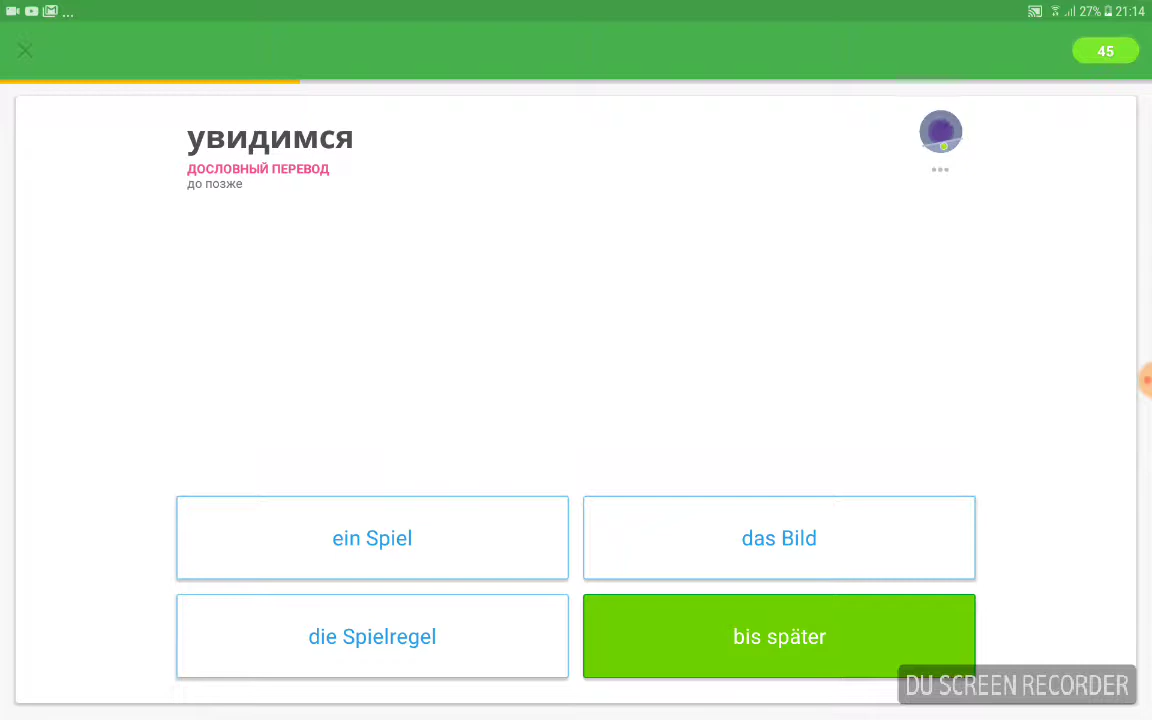 ... 27% 21:14
45
увидимся
ДОСЛОВНЫЙ ПЕРЕВОД
до позже
ein Spiel
das Bild
die Spielregel
bis später
DU SCREEN RECORDER